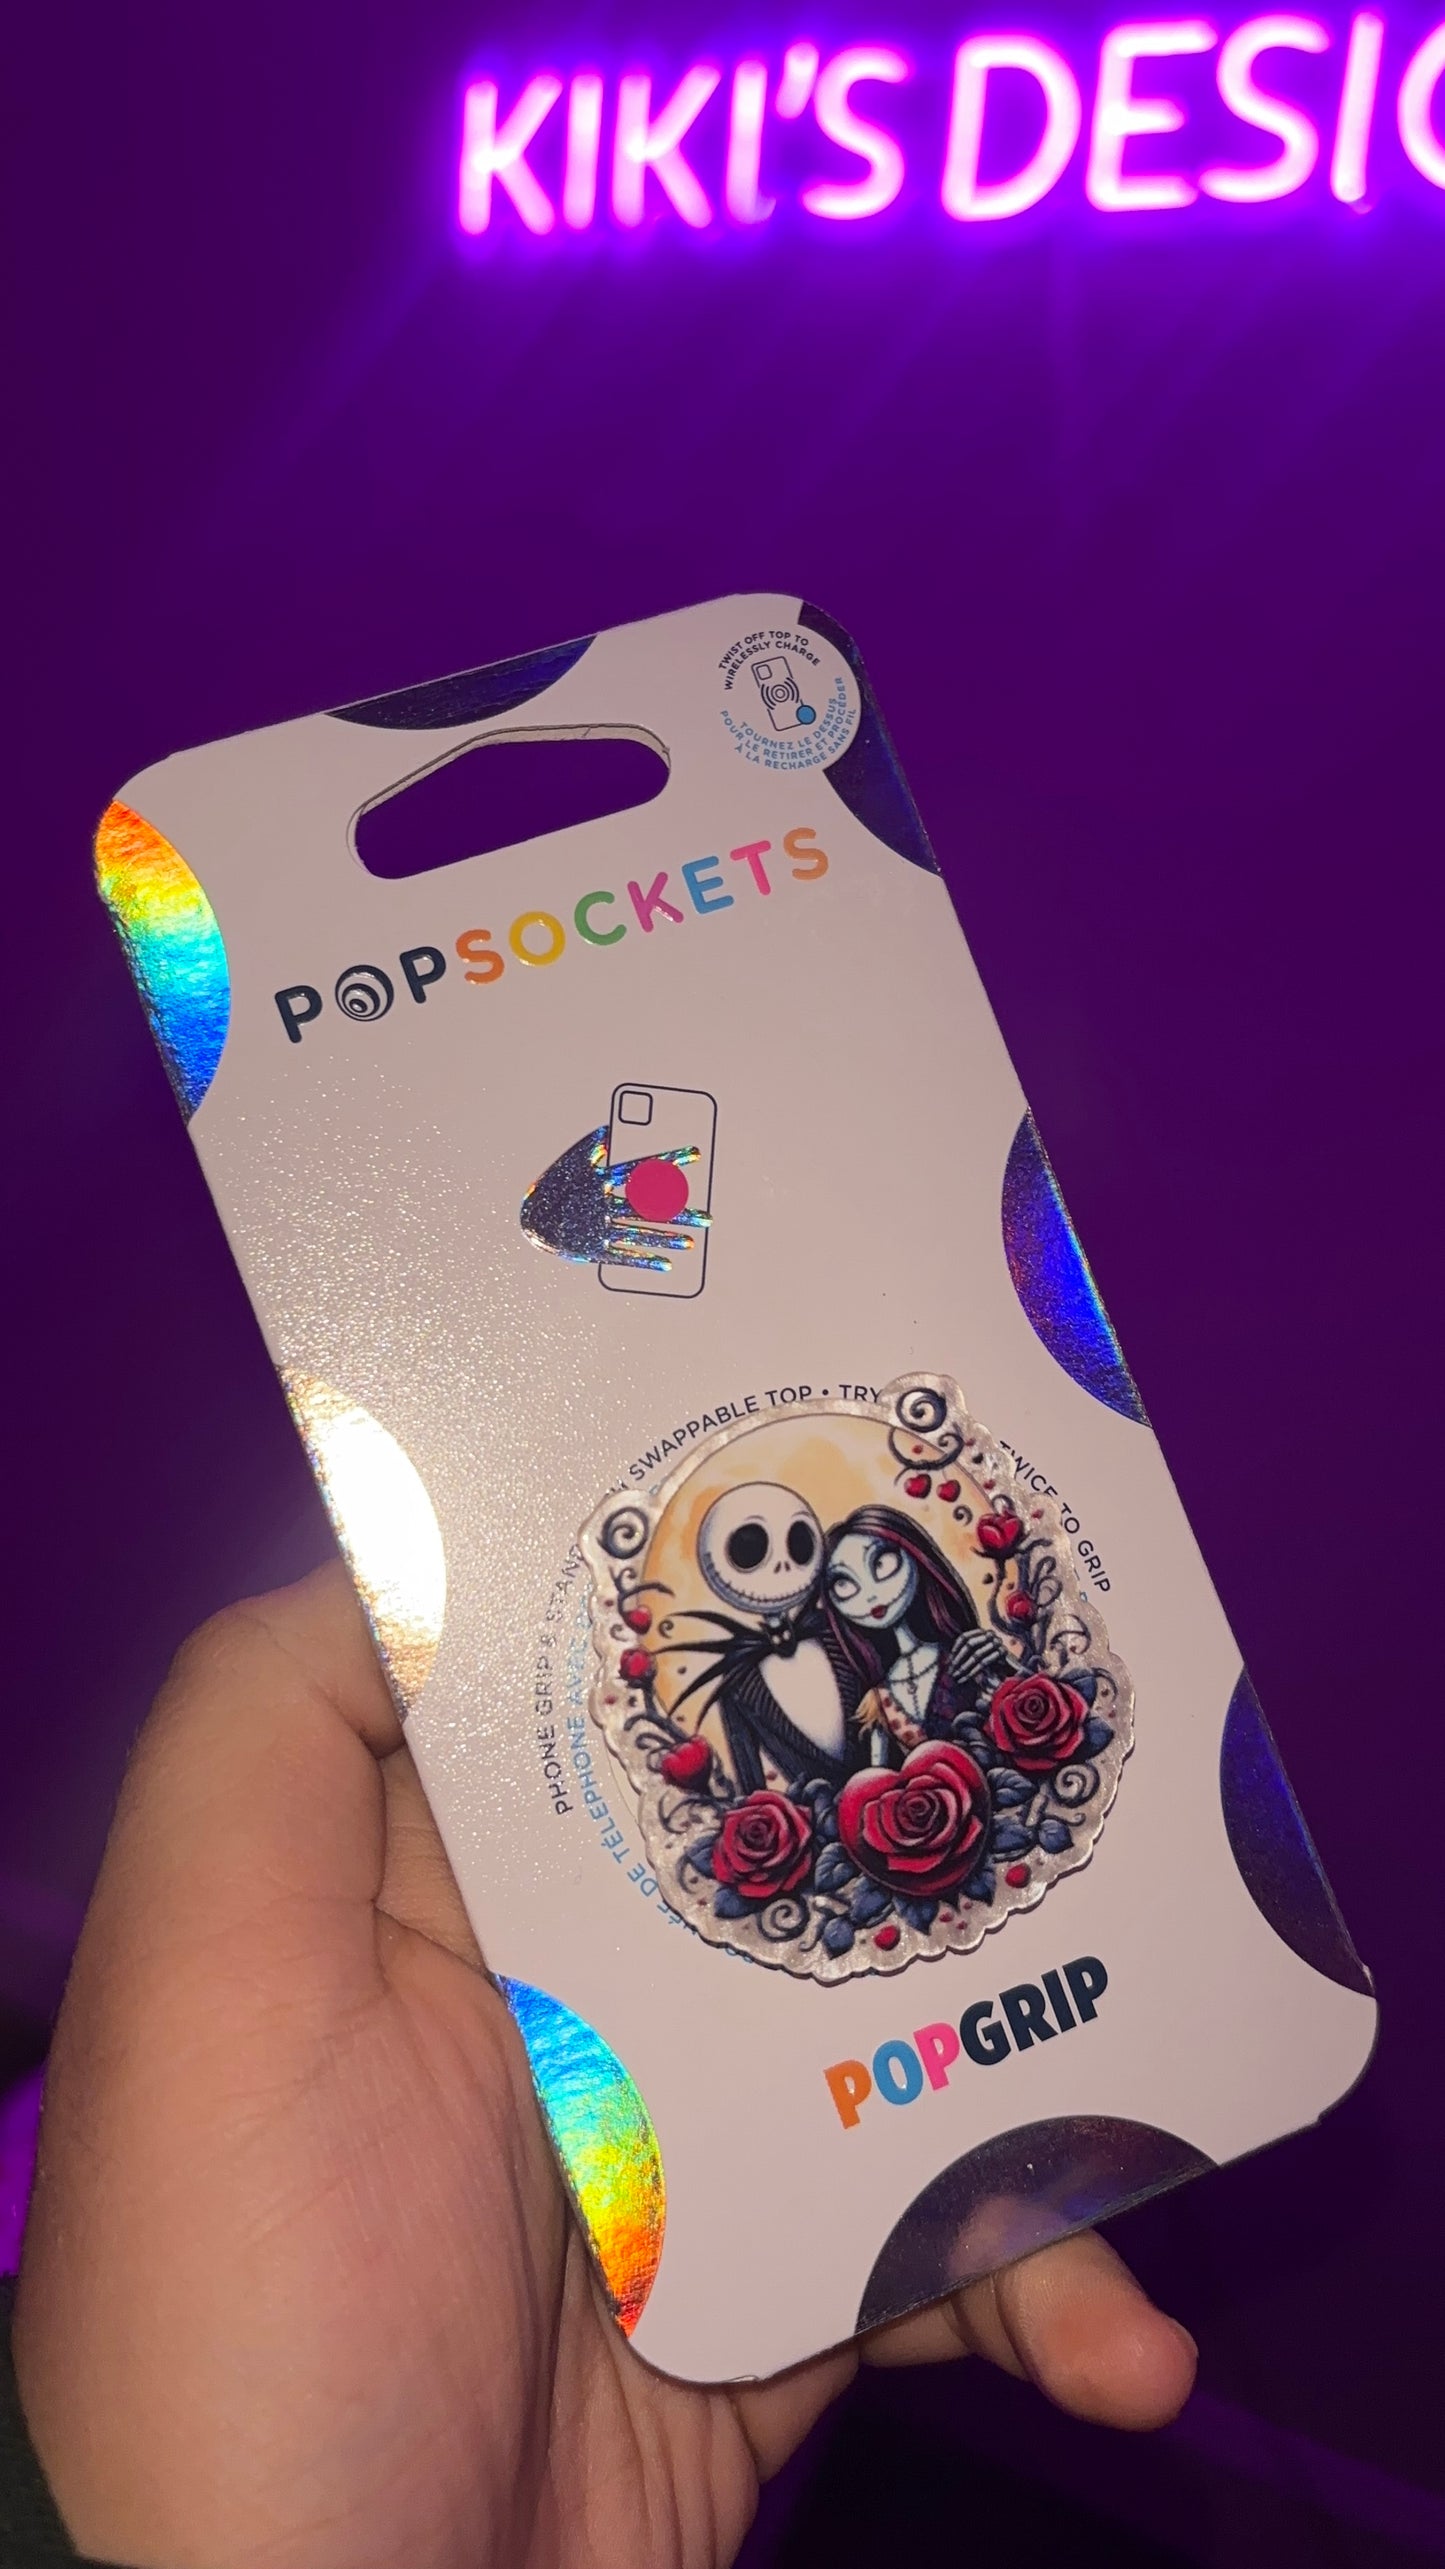 KIKI'S DESIG
TWIST OFF TOP TO
WIRELESSLY CHARGE
TOURNEZ LE DESSUS
POUR LE RETIRER ET PROCÉDER
À LA RECHARGE SANS FIL
POPSOCKETS
PHONE GRIP & STAND SWAPPABLE TOP • TRY TWICE TO GRIP
DE TÉLÉPHONE AVEC
POPGRIP